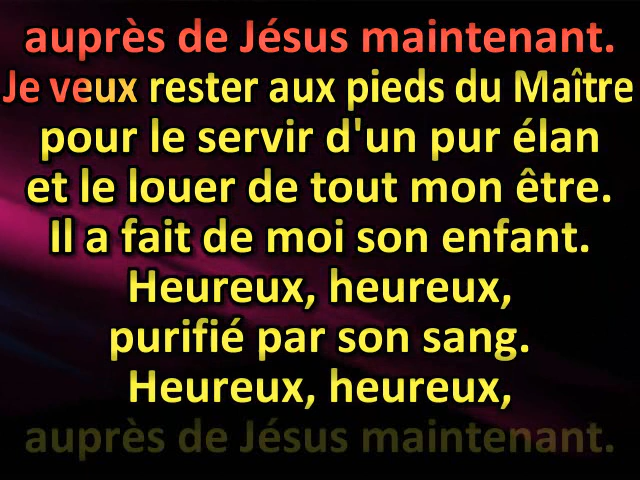 auprès de Jésus maintenant.
Je veux rester aux pieds du Maître
pour le servir d'un pur élan
et le louer de tout mon être.
Il a fait de moi son enfant.
Heureux, heureux,
purifié par son sang.
Heureux, heureux,
auprès de Jésus maintenant.